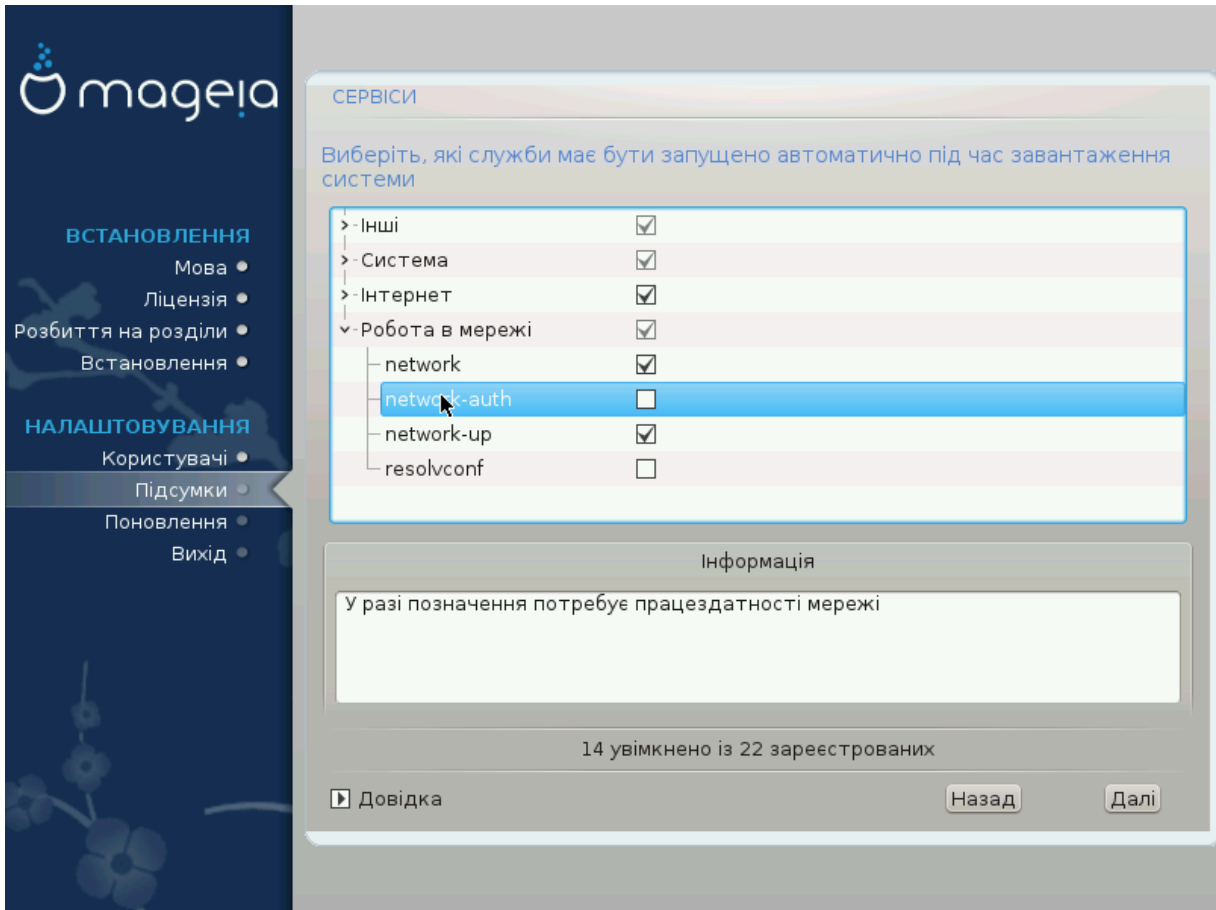 mageia
ВСТАНОВЛЕННЯ
Мова
Ліцензія
Розбиття на розділи
Встановлення
НАЛАШТОВУВАННЯ
Користувачі
Підсумки
Поновлення
Вихід
СЕРВІСИ
Виберіть, які служби має бути запущено автоматично під час завантаження
системи
Інші
Система
Інтернет
Робота в мережі
network
network-auth
network-up
resolvconf
Інформація
У разі позначення потребує працездатності мережі
14 увімкнено із 22 зареєстрованих
Довідка
Назад
Далі